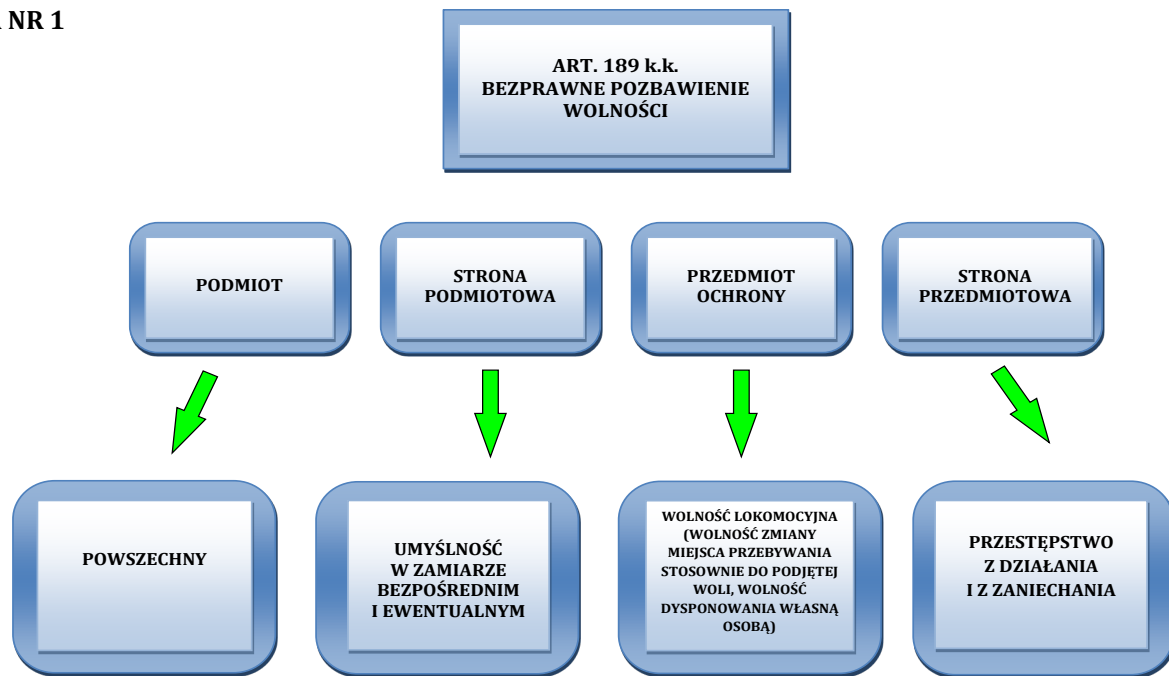 NR 1
ART. 189 k.k.
BEZPRAWNE POZBAWIENIE
WOLNOŚCI
PODMIOT
STRONA
PODMIOTOWA
PRZEDMIOT
OCHRONY
STRONA
PRZEDMIOTOWA
POWSZECHNY
UMYŚLNOŚĆ
W ZAMIARZE
BEZPOŚREDNIM
I EWENTUALNYM
WOLNOŚĆ LOKOMOCYJNA
(WOLNOŚĆ ZMIANY
MIEJSCA PRZEBYWANIA
STOSOWNIE DO PODJĘTEJ
WOLI, WOLNOŚĆ
DYSPONOWANIA WŁASNĄ
OSOBĄ)
PRZESTĘPSTWO
Z DZIAŁANIA
I Z ZANIECHANIA